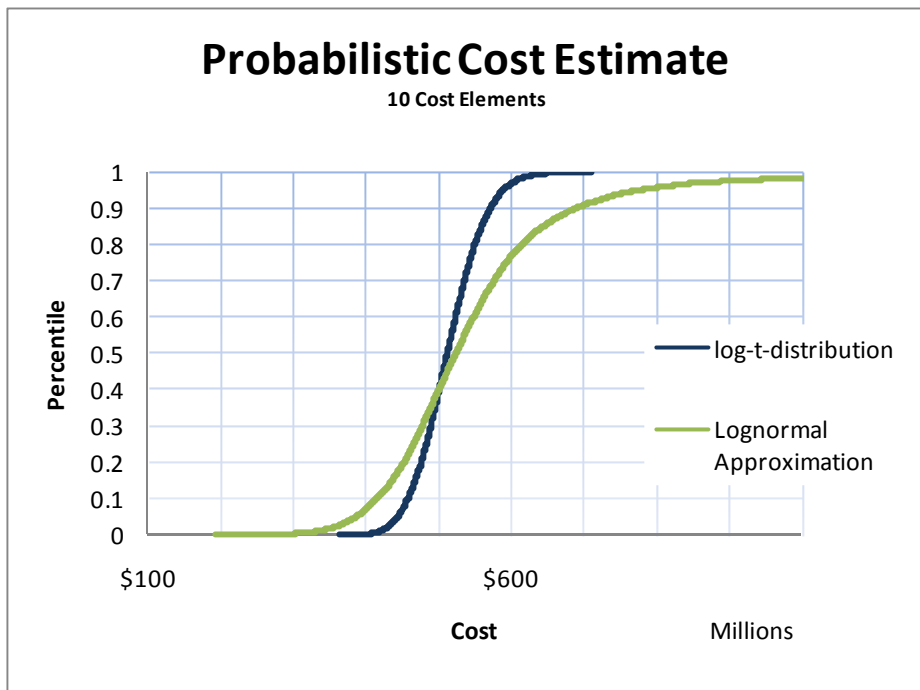 Probabilistic Cost Estimate
10 Cost Elements
1
0.9
0.8
0.7
0.6
0.5
0.4
0.3
0.2
0.1
0
Percentile
log-t-distribution
Lognormal
Approximation
$100
$600
Cost
Millions